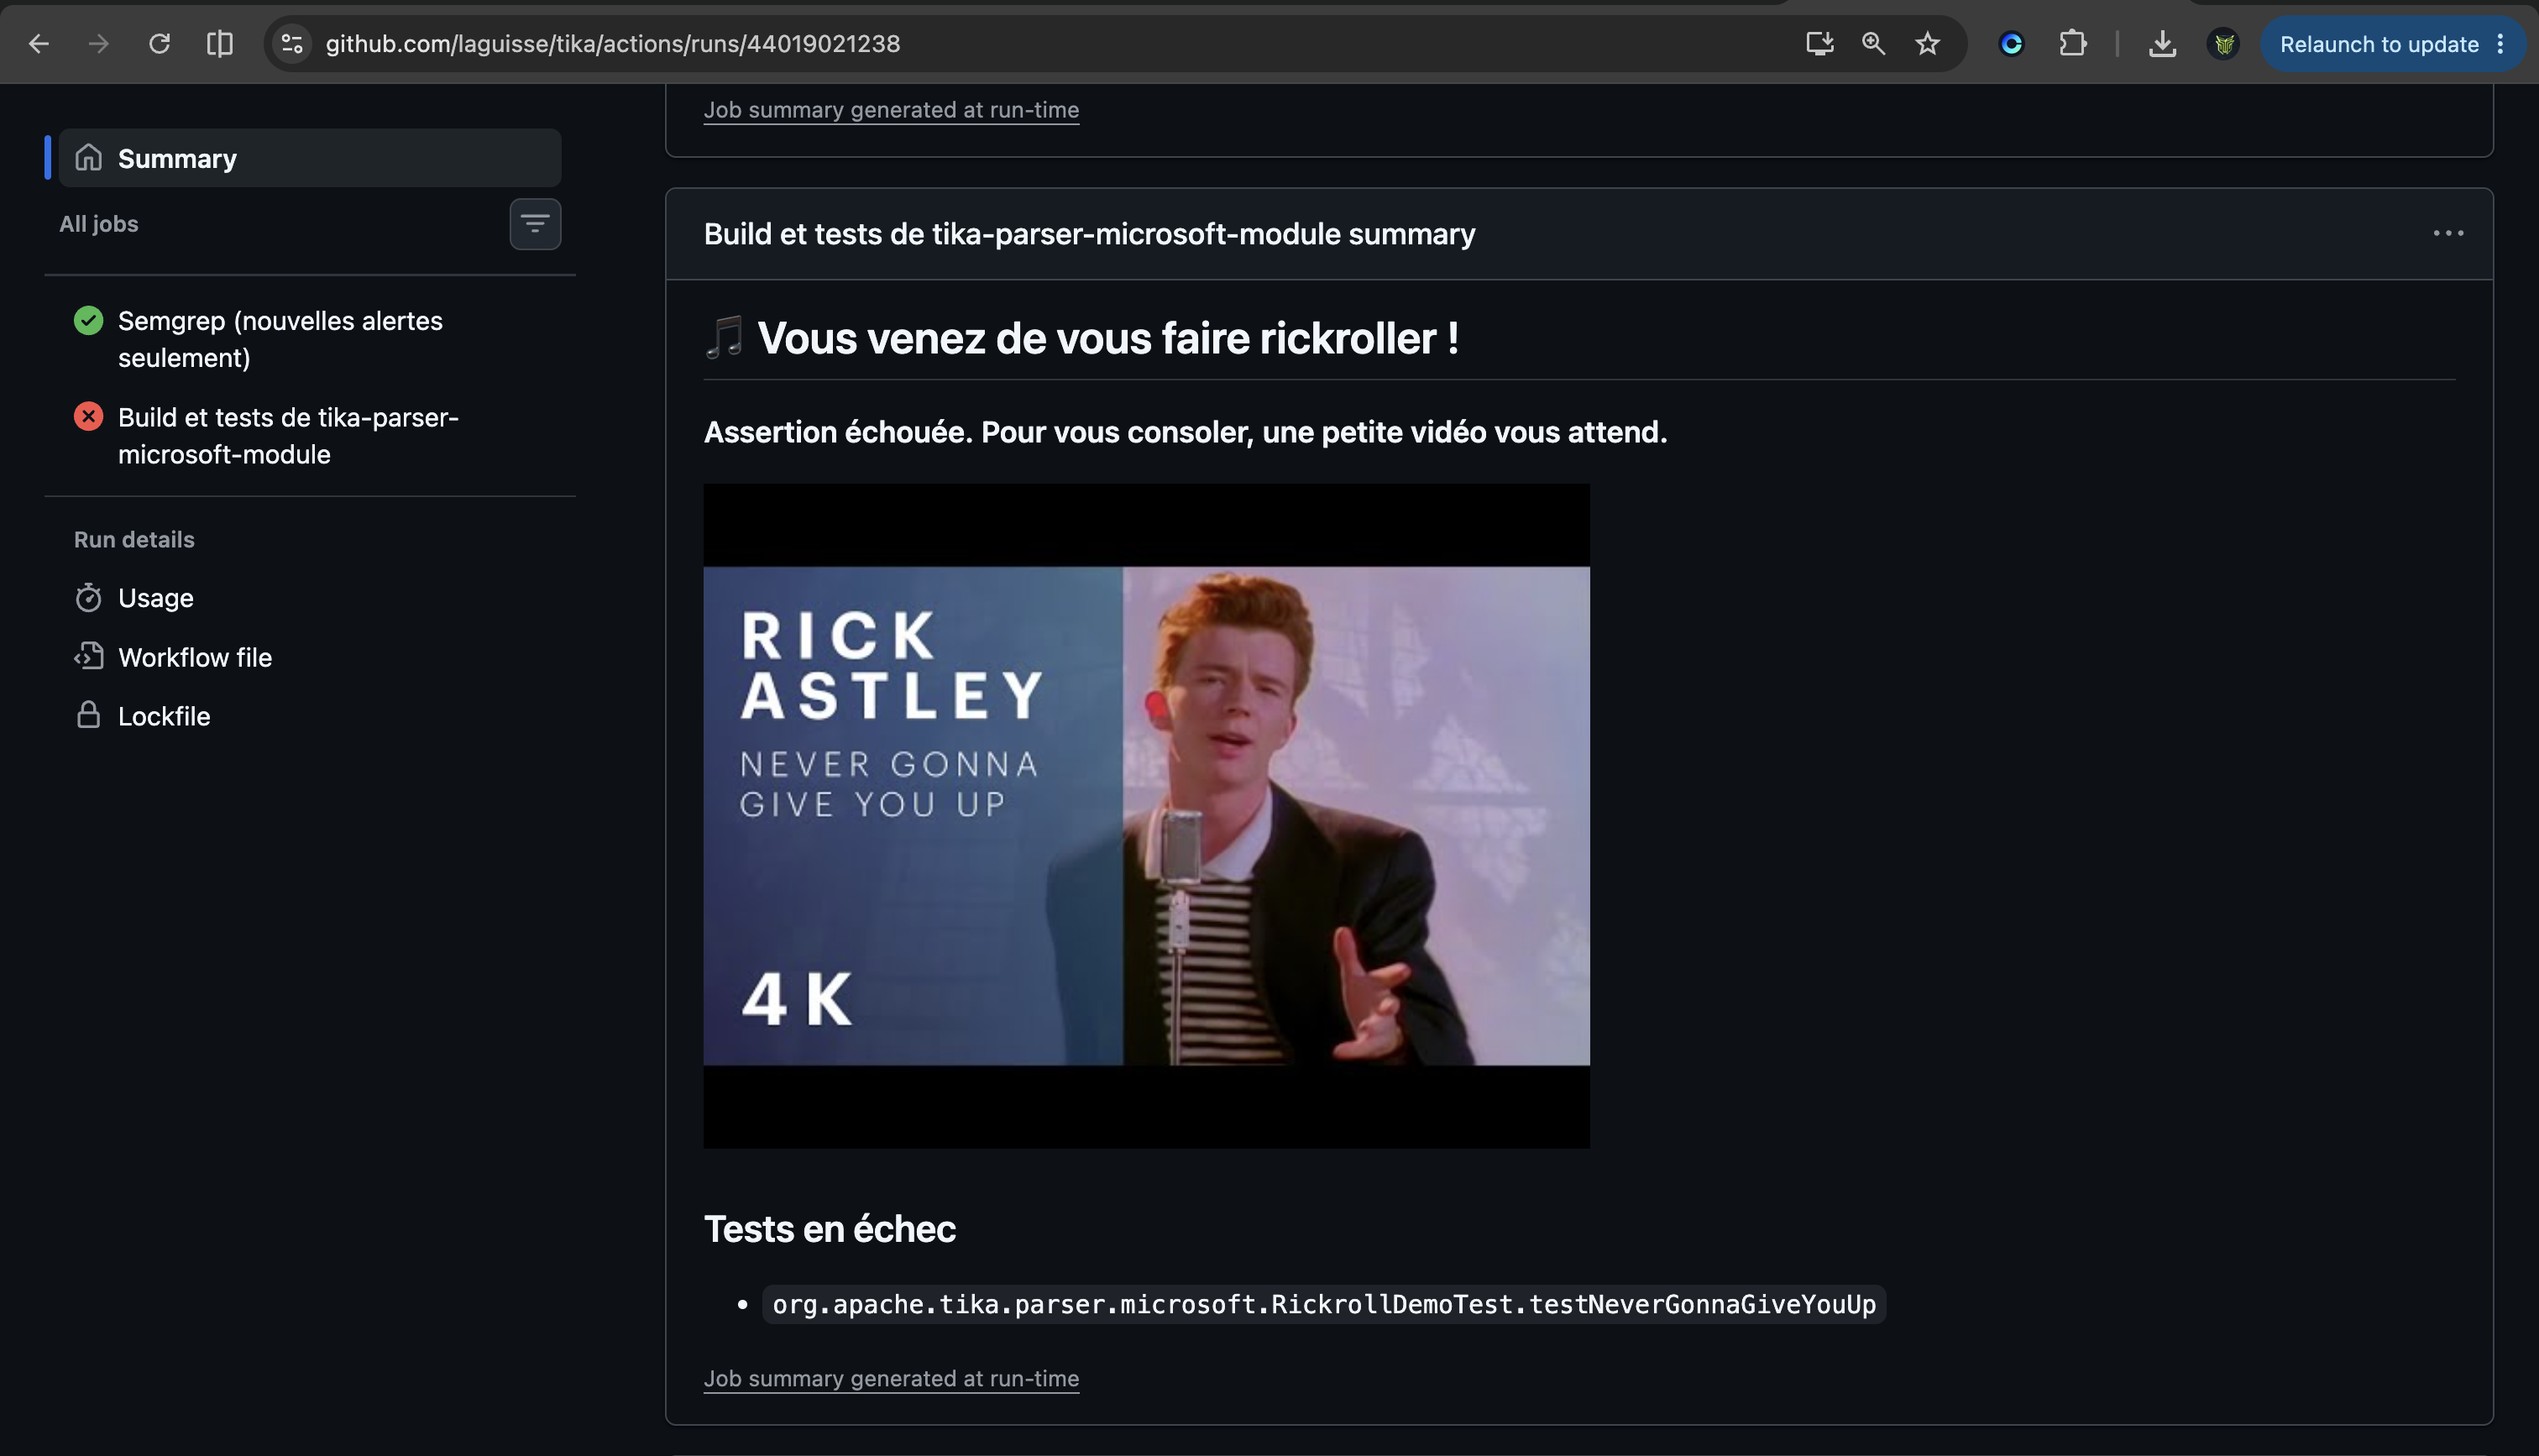 github.com/laguisse/tika/actions/runs/44019021238
Relaunch to update
Summary
All jobs
Semgrep (nouvelles alertes
seulement)
Build et tests de tika-parser-
microsoft-module
Run details
Usage
Workflow file
Lockfile
Job summary generated at run-time
Build et tests de tika-parser-microsoft-module summary
🎵 Vous venez de vous faire rickroller !
Assertion échouée. Pour vous consoler, une petite vidéo vous attend.
RICK
ASTLEY
NEVER GONNA
GIVE YOU UP
4K
Tests en échec
org.apache.tika.parser.microsoft.RickrollDemoTest.testNeverGonnaGiveYouUp
Job summary generated at run-time